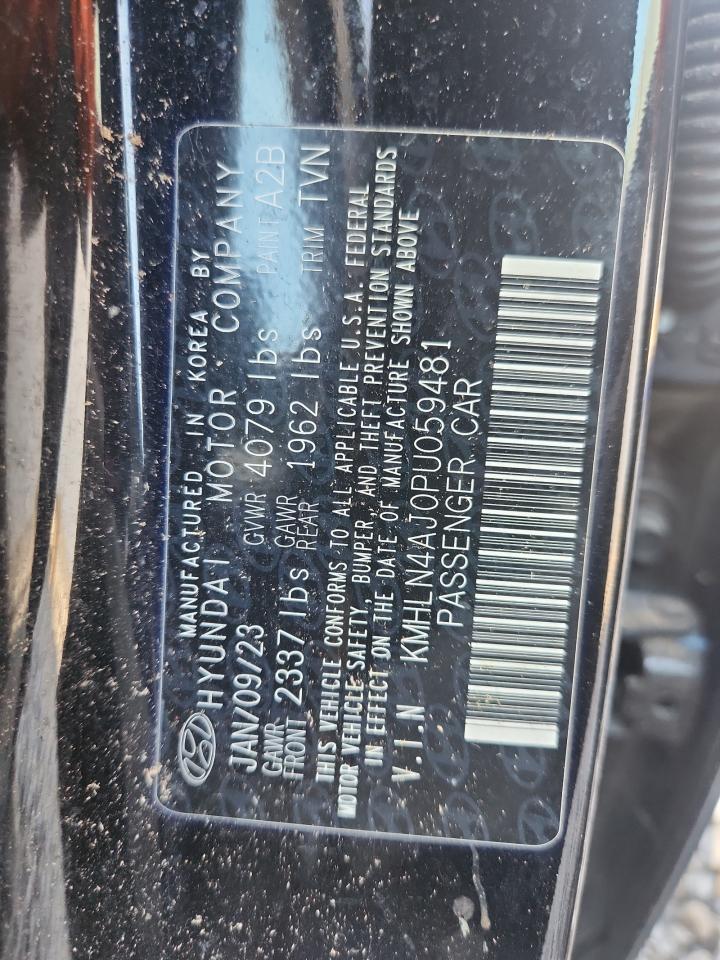 MANUFACTURED IN KOREA BY
HYUNDAI MOTOR COMPANY
JAN/09/23 GVWR 4079 lbs PAINT A2B
GAWR FRONT 2337 lbs GAWR REAR 1962 lbs TRIM TVN
THIS VEHICLE CONFORMS TO ALL APPLICABLE U.S.A. FEDERAL
MOTOR VEHICLE SAFETY, BUMPER, AND THEFT PREVENTION STANDARDS
IN EFFECT ON THE DATE OF MANUFACTURE SHOWN ABOVE
V.I.N KMHLN4AJ0PU059481
PASSENGER CAR